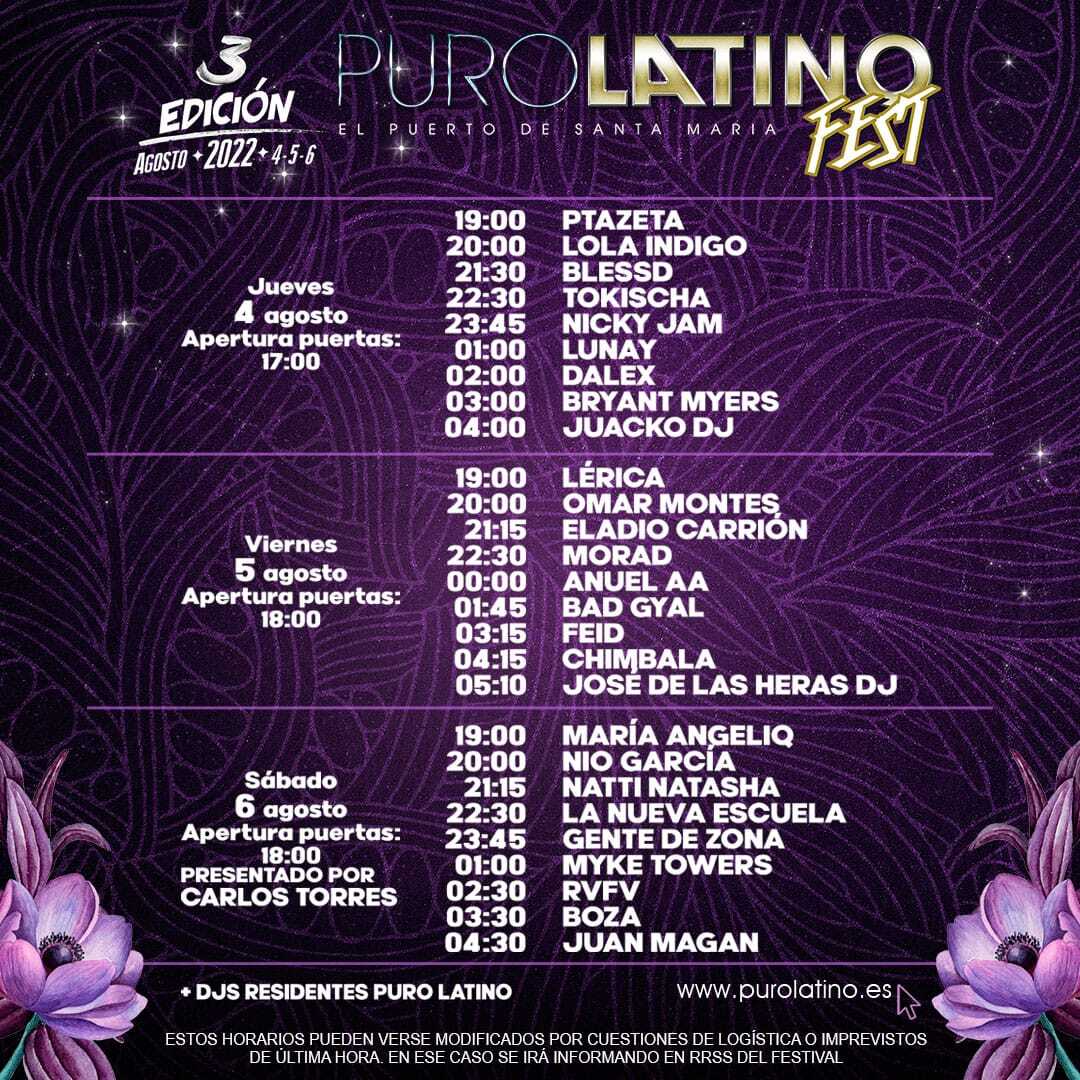 3
EDICIÓN
AGOSTO ✦ 2022 ✦ 4-5-6
PUROLATINO
FEST
EL PUERTO DE SANTA MARIA
Jueves
4 agosto
Apertura puertas:
17:00
19:00 PTAZETA
20:00 LOLA INDIGO
21:30 BLESSD
22:30 TOKISCHA
23:45 NICKY JAM
01:00 LUNAY
02:00 DALEX
03:00 BRYANT MYERS
04:00 JUACKO DJ
Viernes
5 agosto
Apertura puertas:
18:00
19:00 LÉRICA
20:00 OMAR MONTES
21:15 ELADIO CARRIÓN
22:30 MORAD
00:00 ANUEL AA
01:45 BAD GYAL
03:15 FEID
04:15 CHIMBALA
05:10 JOSÉ DE LAS HERAS DJ
Sábado
6 agosto
Apertura puertas:
18:00
PRESENTADO POR
CARLOS TORRES
19:00 MARÍA ANGELIQ
20:00 NIO GARCÍA
21:15 NATTI NATASHA
22:30 LA NUEVA ESCUELA
23:45 GENTE DE ZONA
01:00 MYKE TOWERS
02:30 RVFV
03:30 BOZA
04:30 JUAN MAGAN
+ DJS RESIDENTES PURO LATINO
www.purolatino.es
ESTOS HORARIOS PUEDEN VERSE MODIFICADOS POR CUESTIONES DE LOGÍSTICA O IMPREVISTOS
DE ÚLTIMA HORA. EN ESE CASO SE IRÁ INFORMANDO EN RRSS DEL FESTIVAL